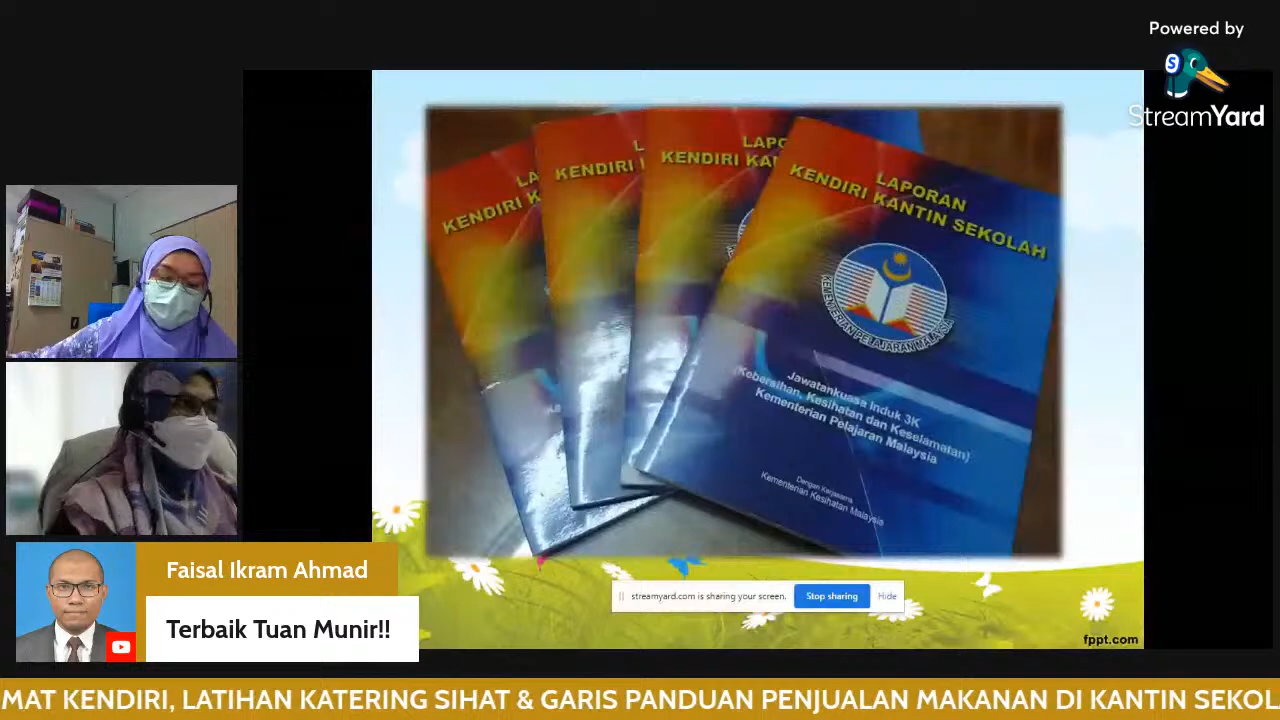 Powered by
StreamYard
LA
KENDIRI K
L
KENDIRI
LAPO
KENDIRI KA
LAPORAN
KENDIRI KANTIN SEKOLAH
KEMENTERIAN PELAJARAN MALAYSIA
Jawatankuasa Induk 3K
(Kebersihan, Kesihatan dan Keselamatan)
Kementerian Pelajaran Malaysia
Dengan Kerjasama
Kementerian Kesihatan Malaysia
Faisal Ikram Ahmad
Terbaik Tuan Munir!!
streamyard.com is sharing your screen.
Stop sharing
Hide
fppt.com
MAT KENDIRI, LATIHAN KATERING SIHAT & GARIS PANDUAN PENJUALAN MAKANAN DI KANTIN SEKOL